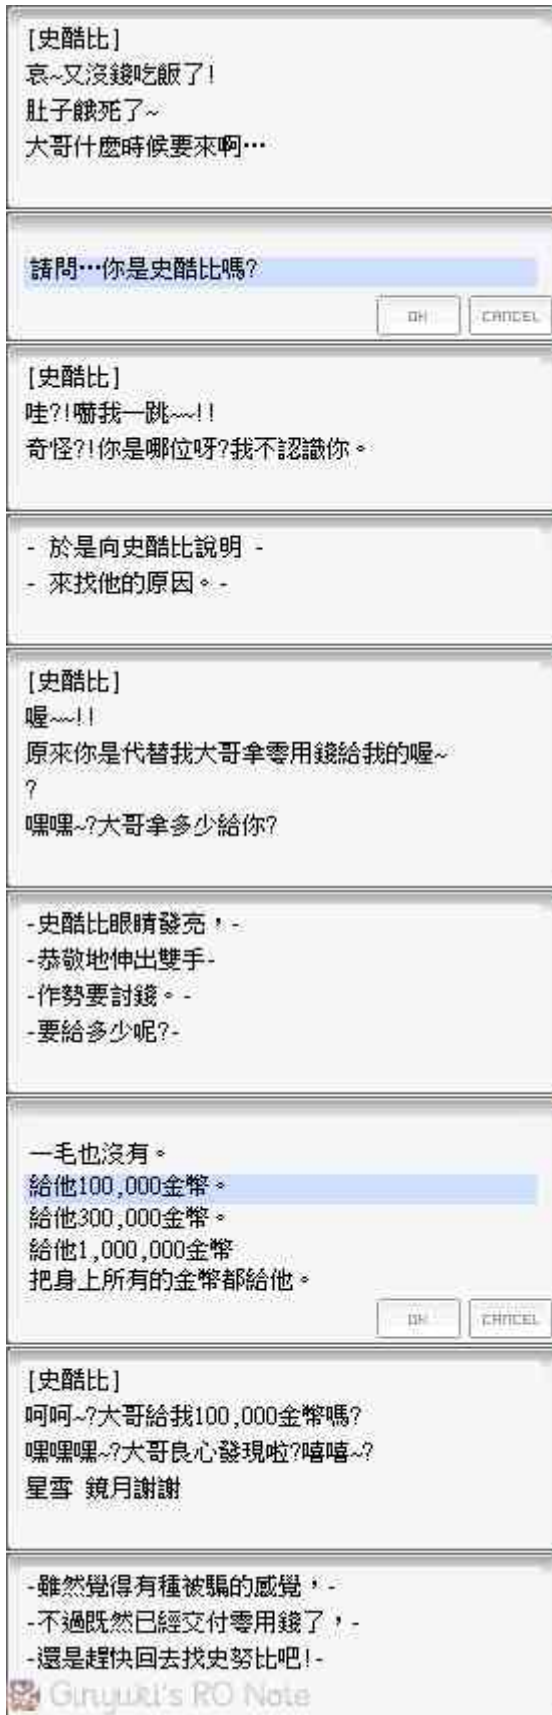 [史酷比]
哀~又沒錢吃飯了!
肚子餓死了~
大哥什麼時候要來啊…
請問…你是史酷比嗎?
OK
CANCEL
[史酷比]
哇?!嚇我一跳~~!!
奇怪?!你是哪位呀?我不認識你。
- 於是向史酷比說明 -
- 來找他的原因。-
[史酷比]
喔~~!!
原來你是代替我大哥拿零用錢給我的喔~
?
嘿嘿~?大哥拿多少給你?
-史酷比眼睛發亮，-
-恭敬地伸出雙手-
-作勢要討錢。-
-要給多少呢?-
一毛也沒有。
給他100,000金幣。
給他300,000金幣。
給他1,000,000金幣
把身上所有的金幣都給他。
OK
CANCEL
[史酷比]
呵呵~?大哥給我100,000金幣嗎?
嘿嘿嘿~?大哥良心發現啦?嘻嘻~?
星雪 鏡月謝謝
-雖然覺得有種被騙的感覺，-
-不過既然已經交付零用錢了，-
-還是趕快回去找史努比吧!-
Ginyuki's RO Note